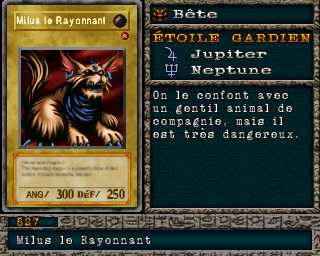 Milus le Rayonnant
ANG/ 300 DÉF/ 250
Bête
ÉTOILE GARDIEN
Jupiter
Neptune
On le confont avec
un gentil animal de
compagnie, mais il
est très dangereux.
527
Milus le Rayonnant